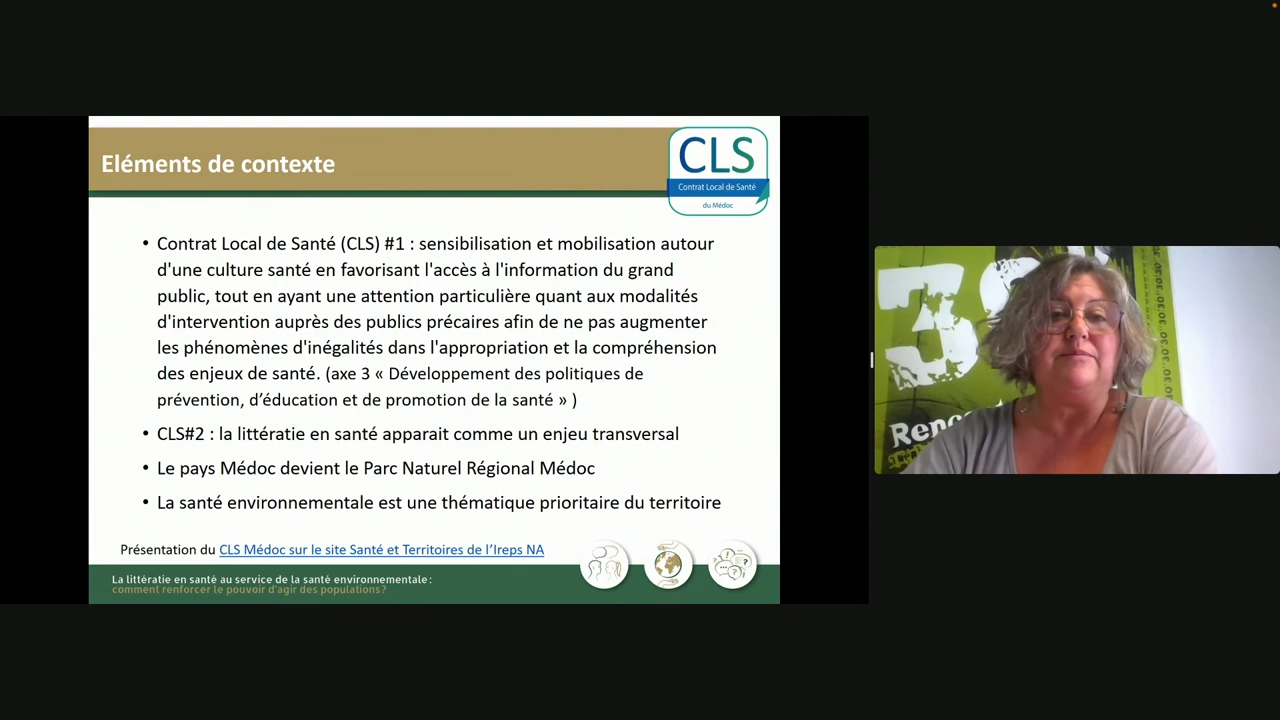 Eléments de contexte
CLS
Contrat Local de Santé
du Médoc
• Contrat Local de Santé (CLS) #1 : sensibilisation et mobilisation autour
d'une culture santé en favorisant l'accès à l'information du grand
public, tout en ayant une attention particulière quant aux modalités
d'intervention auprès des publics précaires afin de ne pas augmenter
les phénomènes d'inégalités dans l'appropriation et la compréhension
des enjeux de santé. (axe 3 « Développement des politiques de
prévention, d’éducation et de promotion de la santé » )
• CLS#2 : la littératie en santé apparait comme un enjeu transversal
• Le pays Médoc devient le Parc Naturel Régional Médoc
• La santé environnementale est une thématique prioritaire du territoire
Présentation du CLS Médoc sur le site Santé et Territoires de l’Ireps NA
La littératie en santé au service de la santé environnementale :
comment renforcer le pouvoir d'agir des populations ?